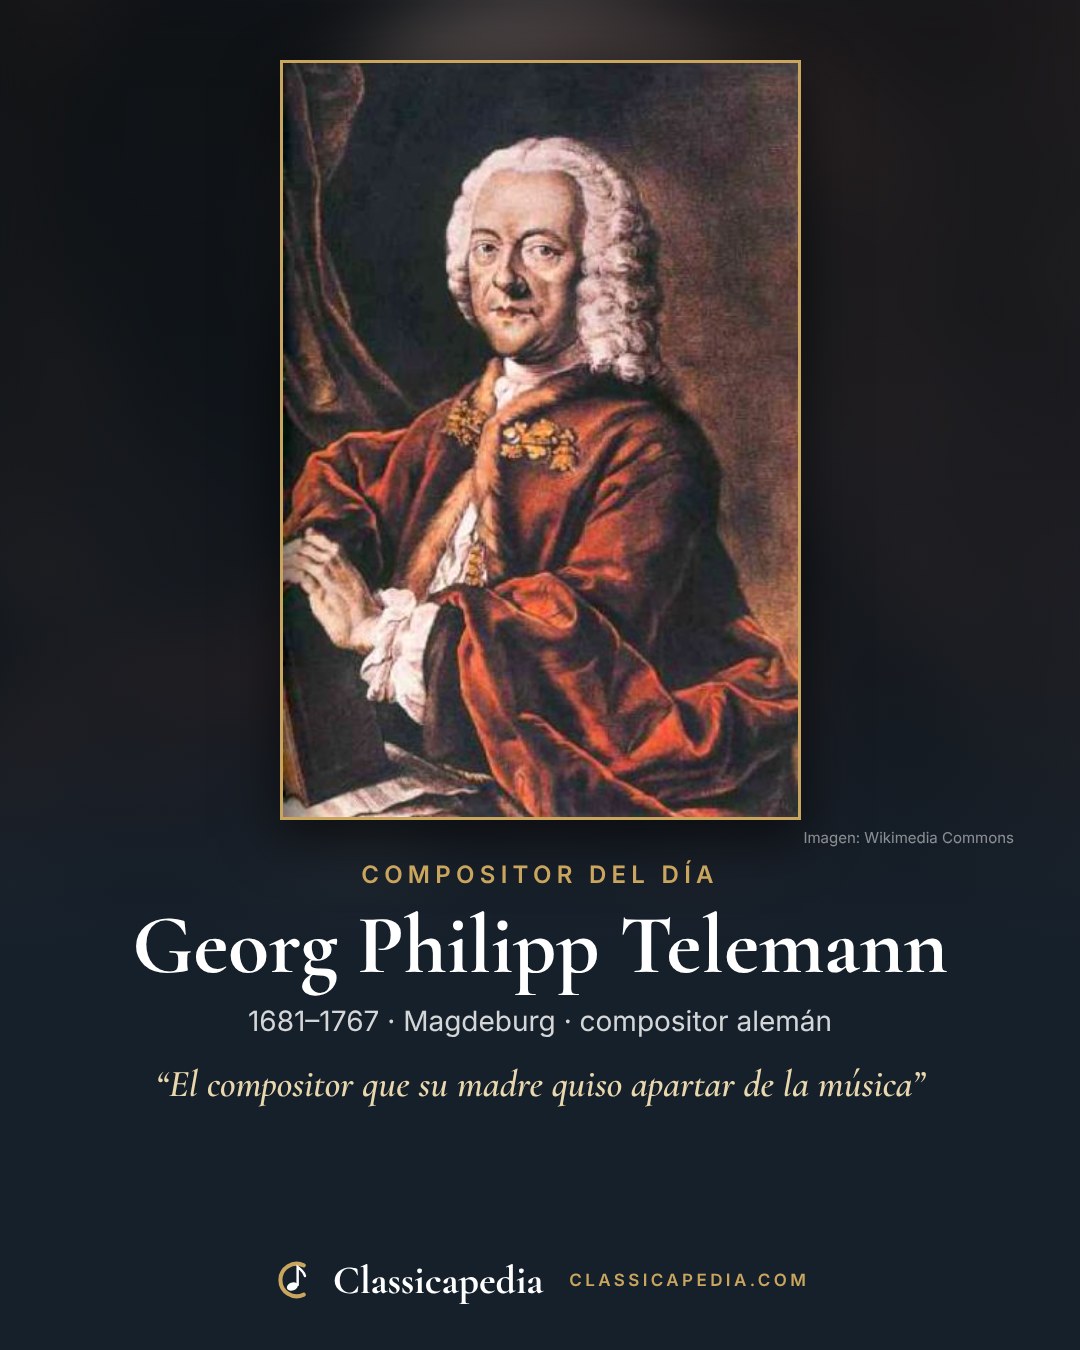 Imagen: Wikimedia Commons
COMPOSITOR DEL DÍA
Georg Philipp Telemann
1681–1767 · Magdeburg · compositor alemán
“El compositor que su madre quiso apartar de la música”
Classicapedia CLASSICAPEDIA.COM